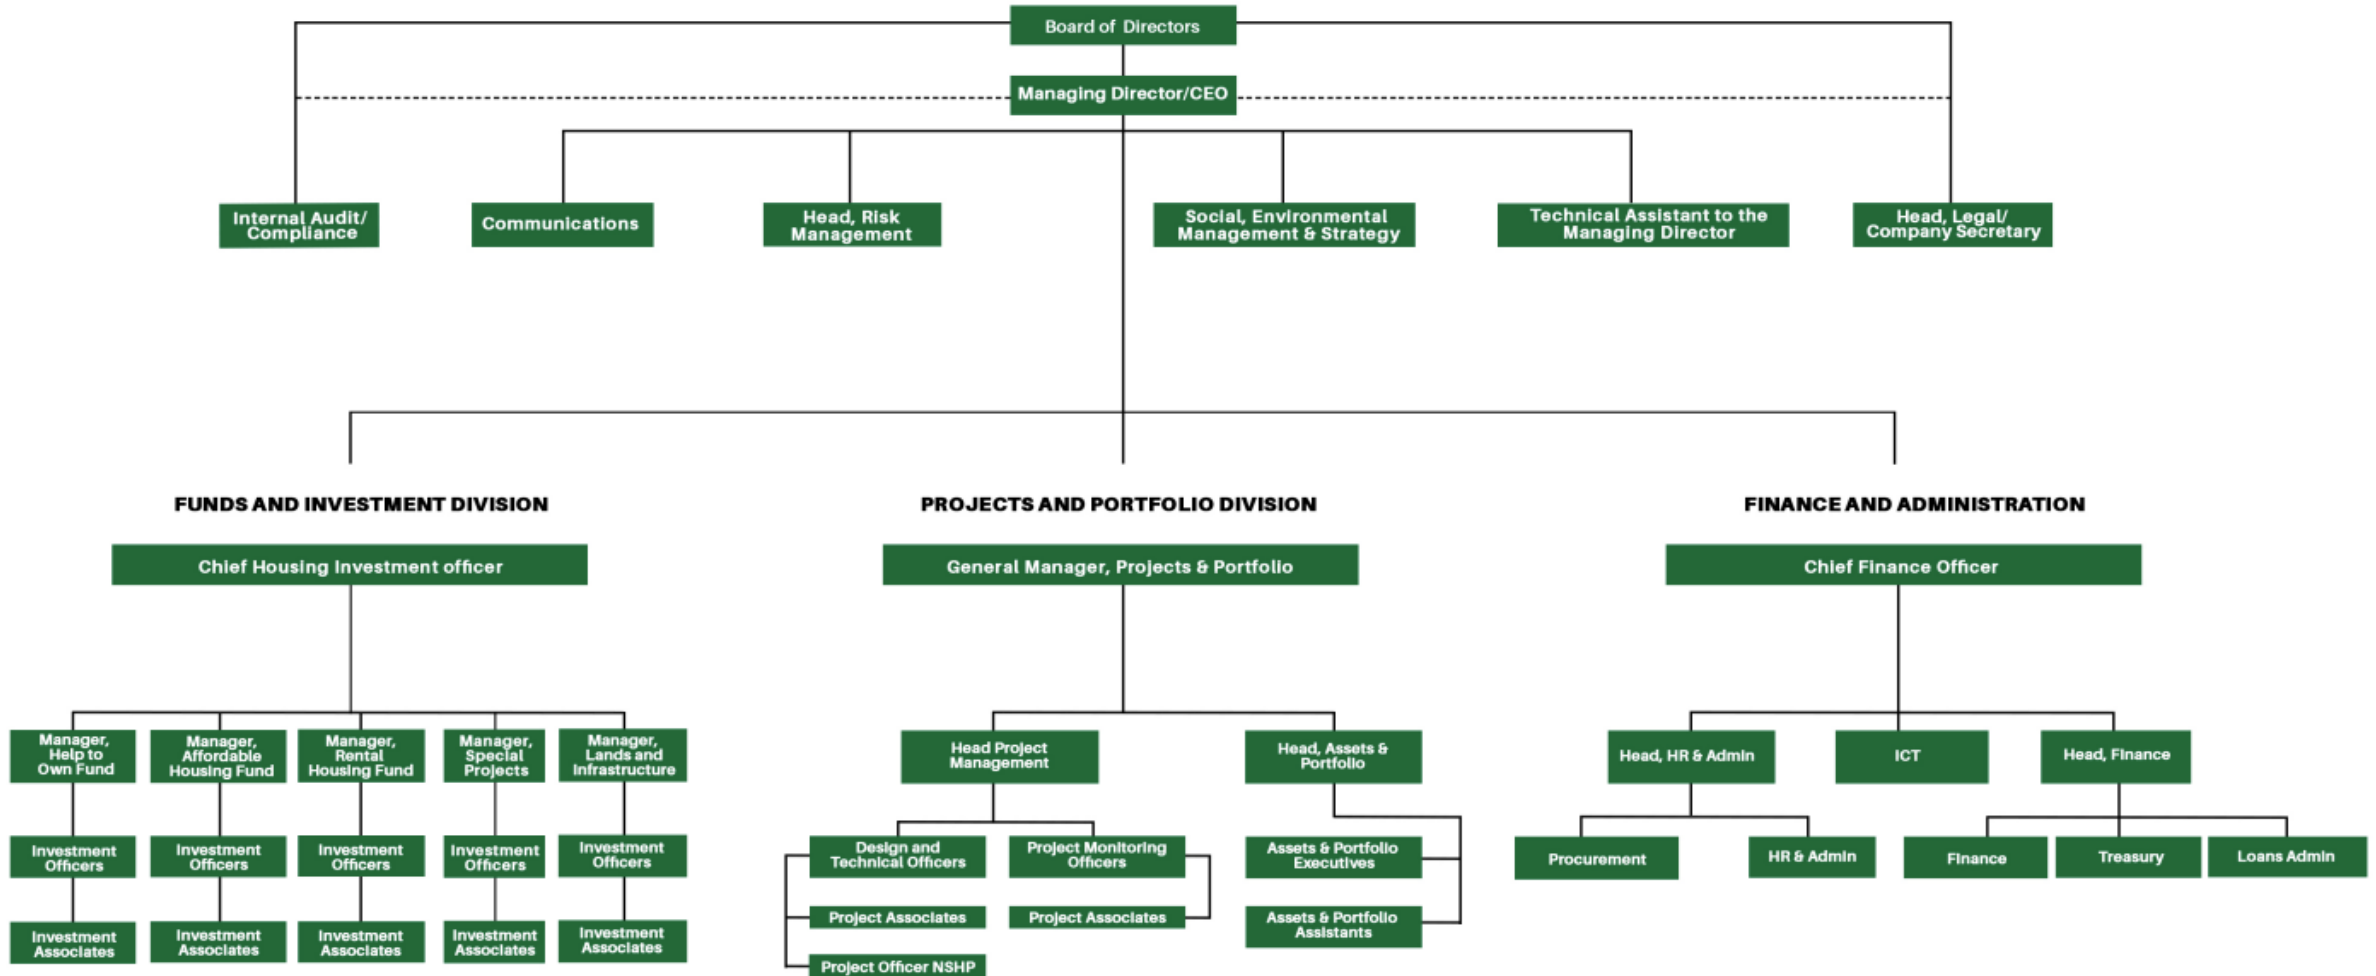 Board of Directors
Managing Director/CEO
Internal Audit/
Compliance
Communications
Head, Risk
Management
Social, Environmental
Management & Strategy
Technical Assistant to the
Managing Director
Head, Legal/
Company Secretary
FUNDS AND INVESTMENT DIVISION
Chief Housing Investment officer
Manager,
Help to
Own Fund
Manager,
Affordable
Housing Fund
Manager,
Rental
Housing Fund
Manager,
Special
Projects
Manager,
Lands and
Infrastructure
Investment
Officers
Investment
Officers
Investment
Officers
Investment
Officers
Investment
Officers
Investment
Associates
Investment
Associates
Investment
Associates
Investment
Associates
Investment
Associates
PROJECTS AND PORTFOLIO DIVISION
General Manager, Projects & Portfolio
Head Project
Management
Head, Assets &
Portfolio
Design and
Technical Officers
Project Monitoring
Officers
Assets & Portfolio
Executives
Project Associates
Project Associates
Assets & Portfolio
Assistants
Project Officer NSHP
FINANCE AND ADMINISTRATION
Chief Finance Officer
Head, HR & Admin
ICT
Head, Finance
Procurement
HR & Admin
Finance
Treasury
Loans Admin